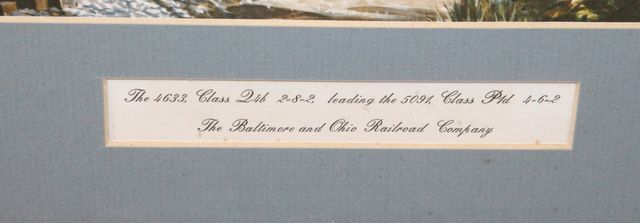 The 4633, Class Q4b 2-8-2, leading the 5091, Class P1d 4-6-2
The Baltimore and Ohio Railroad Company